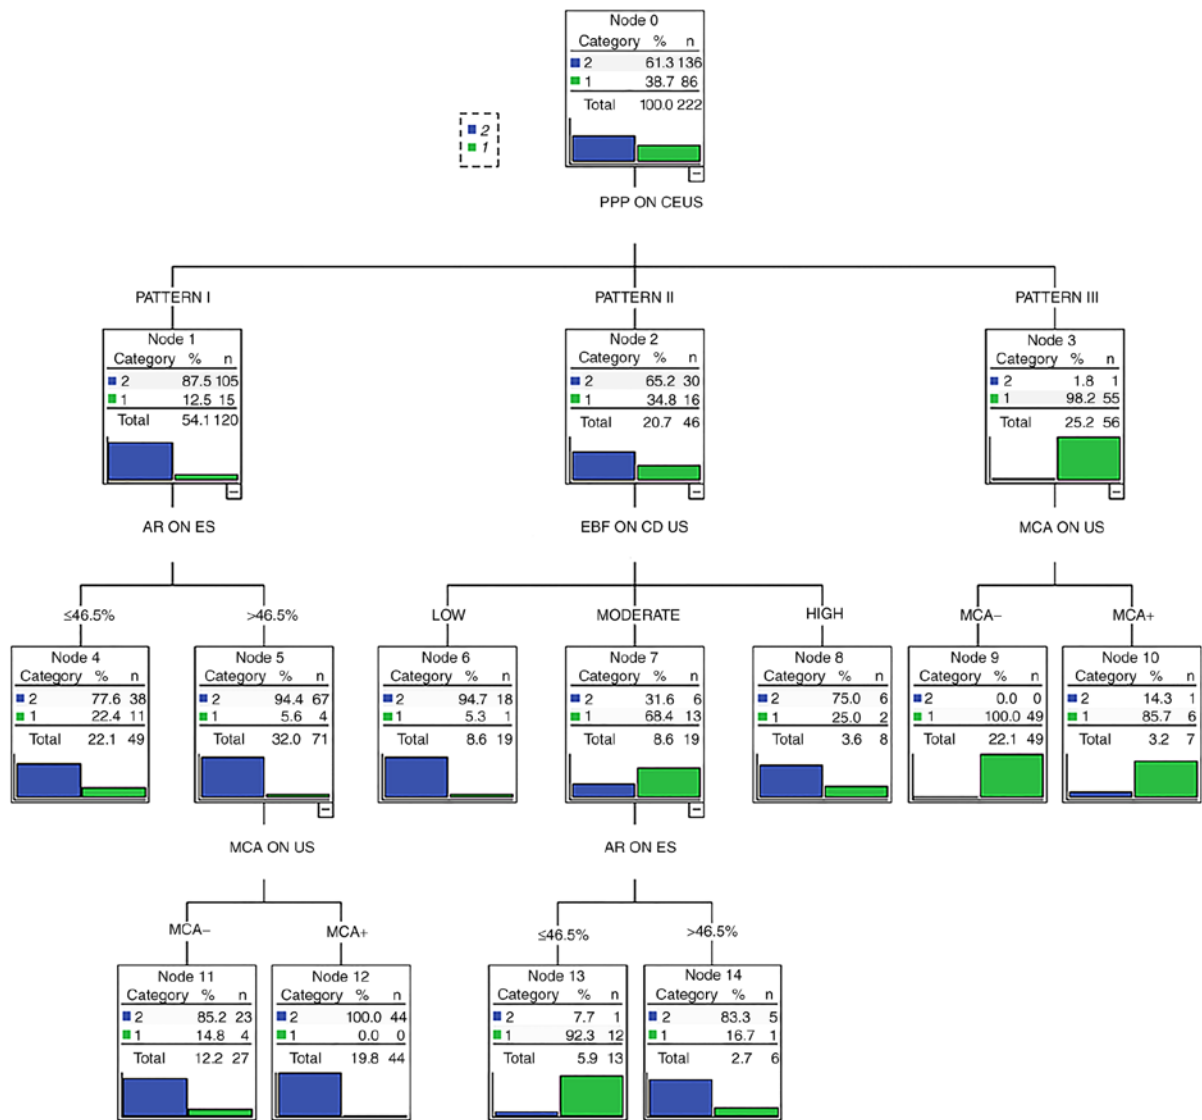 Node 0
Category % n
2 61.3 136
1 38.7 86
Total 100.0 222
2
1
PPP ON CEUS
PATTERN I
PATTERN II
PATTERN III
Node 1
Category % n
2 87.5 105
1 12.5 15
Total 54.1 120
Node 2
Category % n
2 65.2 30
1 34.8 16
Total 20.7 46
Node 3
Category % n
2 1.8 1
1 98.2 55
Total 25.2 56
AR ON ES
EBF ON CD US
MCA ON US
≤46.5%
>46.5%
LOW
MODERATE
HIGH
MCA–
MCA+
Node 4
Category % n
2 77.6 38
1 22.4 11
Total 22.1 49
Node 5
Category % n
2 94.4 67
1 5.6 4
Total 32.0 71
Node 6
Category % n
2 94.7 18
1 5.3 1
Total 8.6 19
Node 7
Category % n
2 31.6 6
1 68.4 13
Total 8.6 19
Node 8
Category % n
2 75.0 6
1 25.0 2
Total 3.6 8
Node 9
Category % n
2 0.0 0
1 100.0 49
Total 22.1 49
Node 10
Category % n
2 14.3 1
1 85.7 6
Total 3.2 7
MCA ON US
AR ON ES
MCA–
MCA+
≤46.5%
>46.5%
Node 11
Category % n
2 85.2 23
1 14.8 4
Total 12.2 27
Node 12
Category % n
2 100.0 44
1 0.0 0
Total 19.8 44
Node 13
Category % n
2 7.7 1
1 92.3 12
Total 5.9 13
Node 14
Category % n
2 83.3 5
1 16.7 1
Total 2.7 6